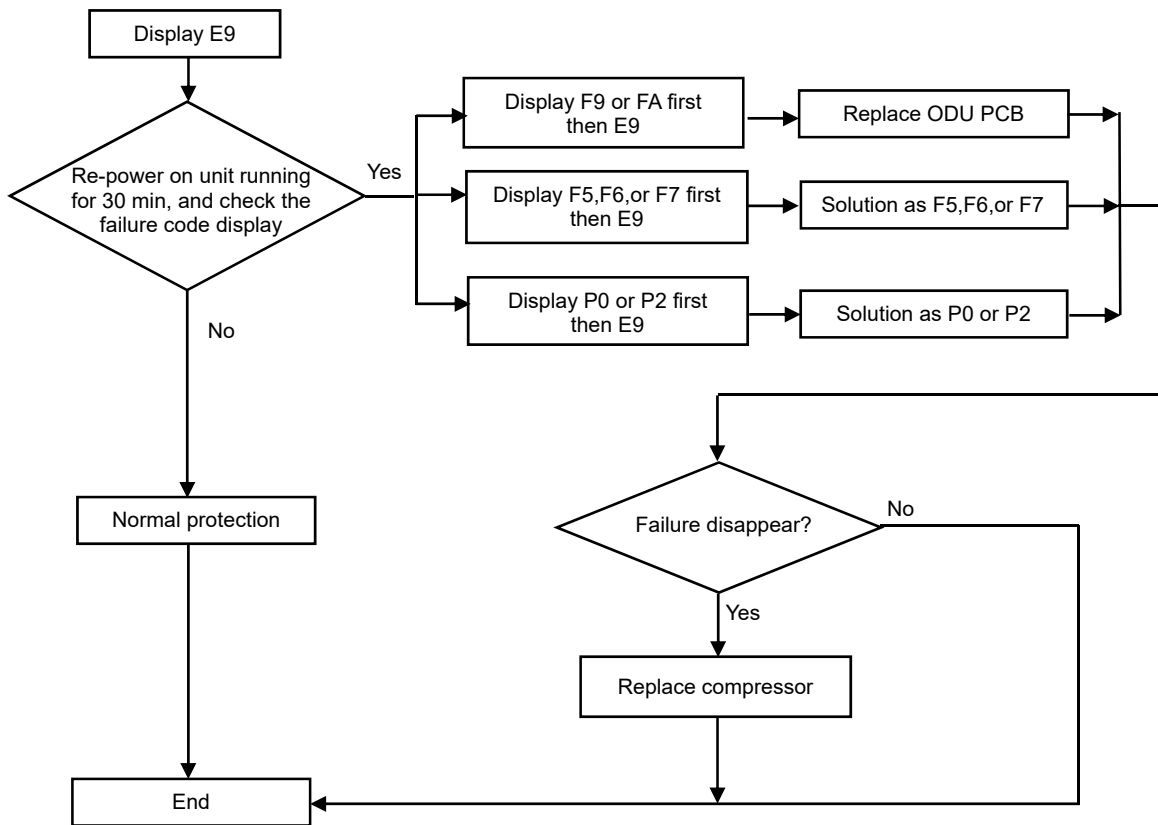 Display E9
Re-power on unit running
for 30 min, and check the
failure code display
Yes
Display F9 or FA first
then E9
Replace ODU PCB
Display F5,F6,or F7 first
then E9
Solution as F5,F6,or F7
Display P0 or P2 first
then E9
Solution as P0 or P2
No
Normal protection
Failure disappear?
No
Yes
Replace compressor
End